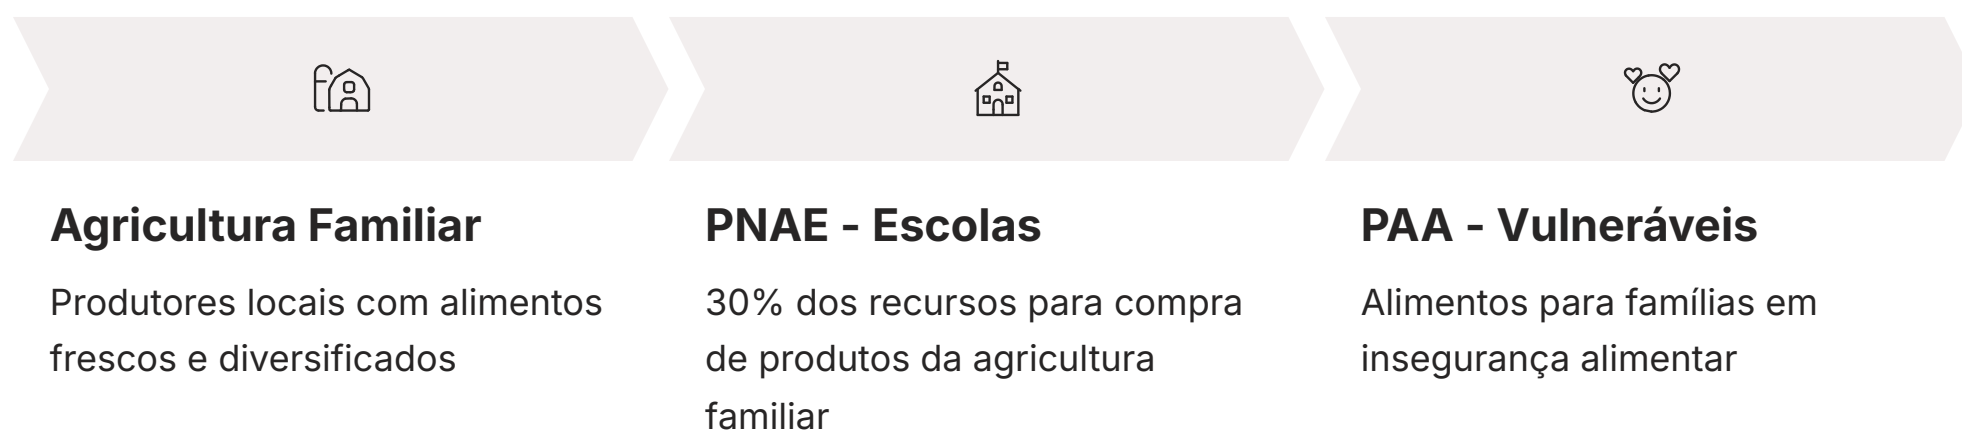 Agricultura Familiar
Produtores locais com alimentos
frescos e diversificados
PNAE - Escolas
30% dos recursos para compra
de produtos da agricultura
familiar
PAA - Vulneráveis
Alimentos para famílias em
insegurança alimentar